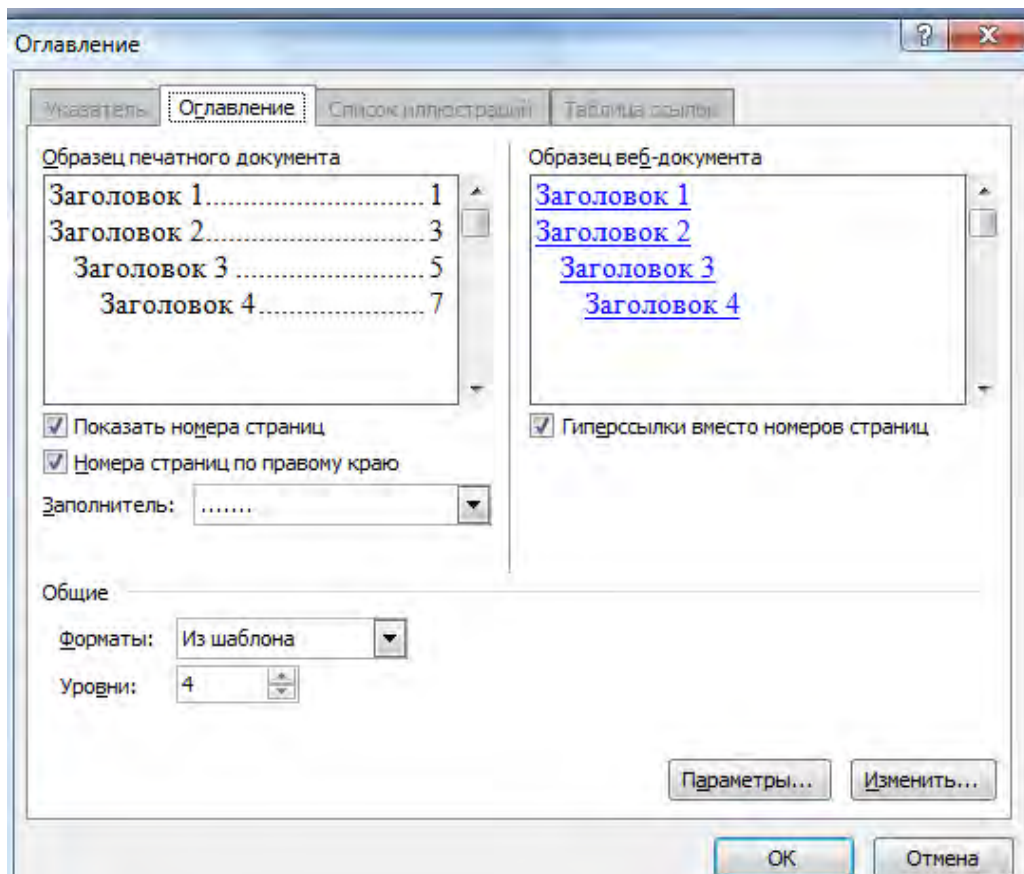 Оглавление
Указатель Оглавление Список иллюстраций Таблица ссылок
Образец печатного документа
Заголовок 1.............................. 1
Заголовок 2.............................. 3
Заголовок 3 .......................... 5
Заголовок 4....................... 7
Показать номера страниц
Номера страниц по правому краю
Заполнитель: .......
Образец веб-документа
Заголовок 1
Заголовок 2
Заголовок 3
Заголовок 4
Гиперссылки вместо номеров страниц
Общие
Форматы: Из шаблона
Уровни: 4
Параметры... Изменить...
ОК Отмена